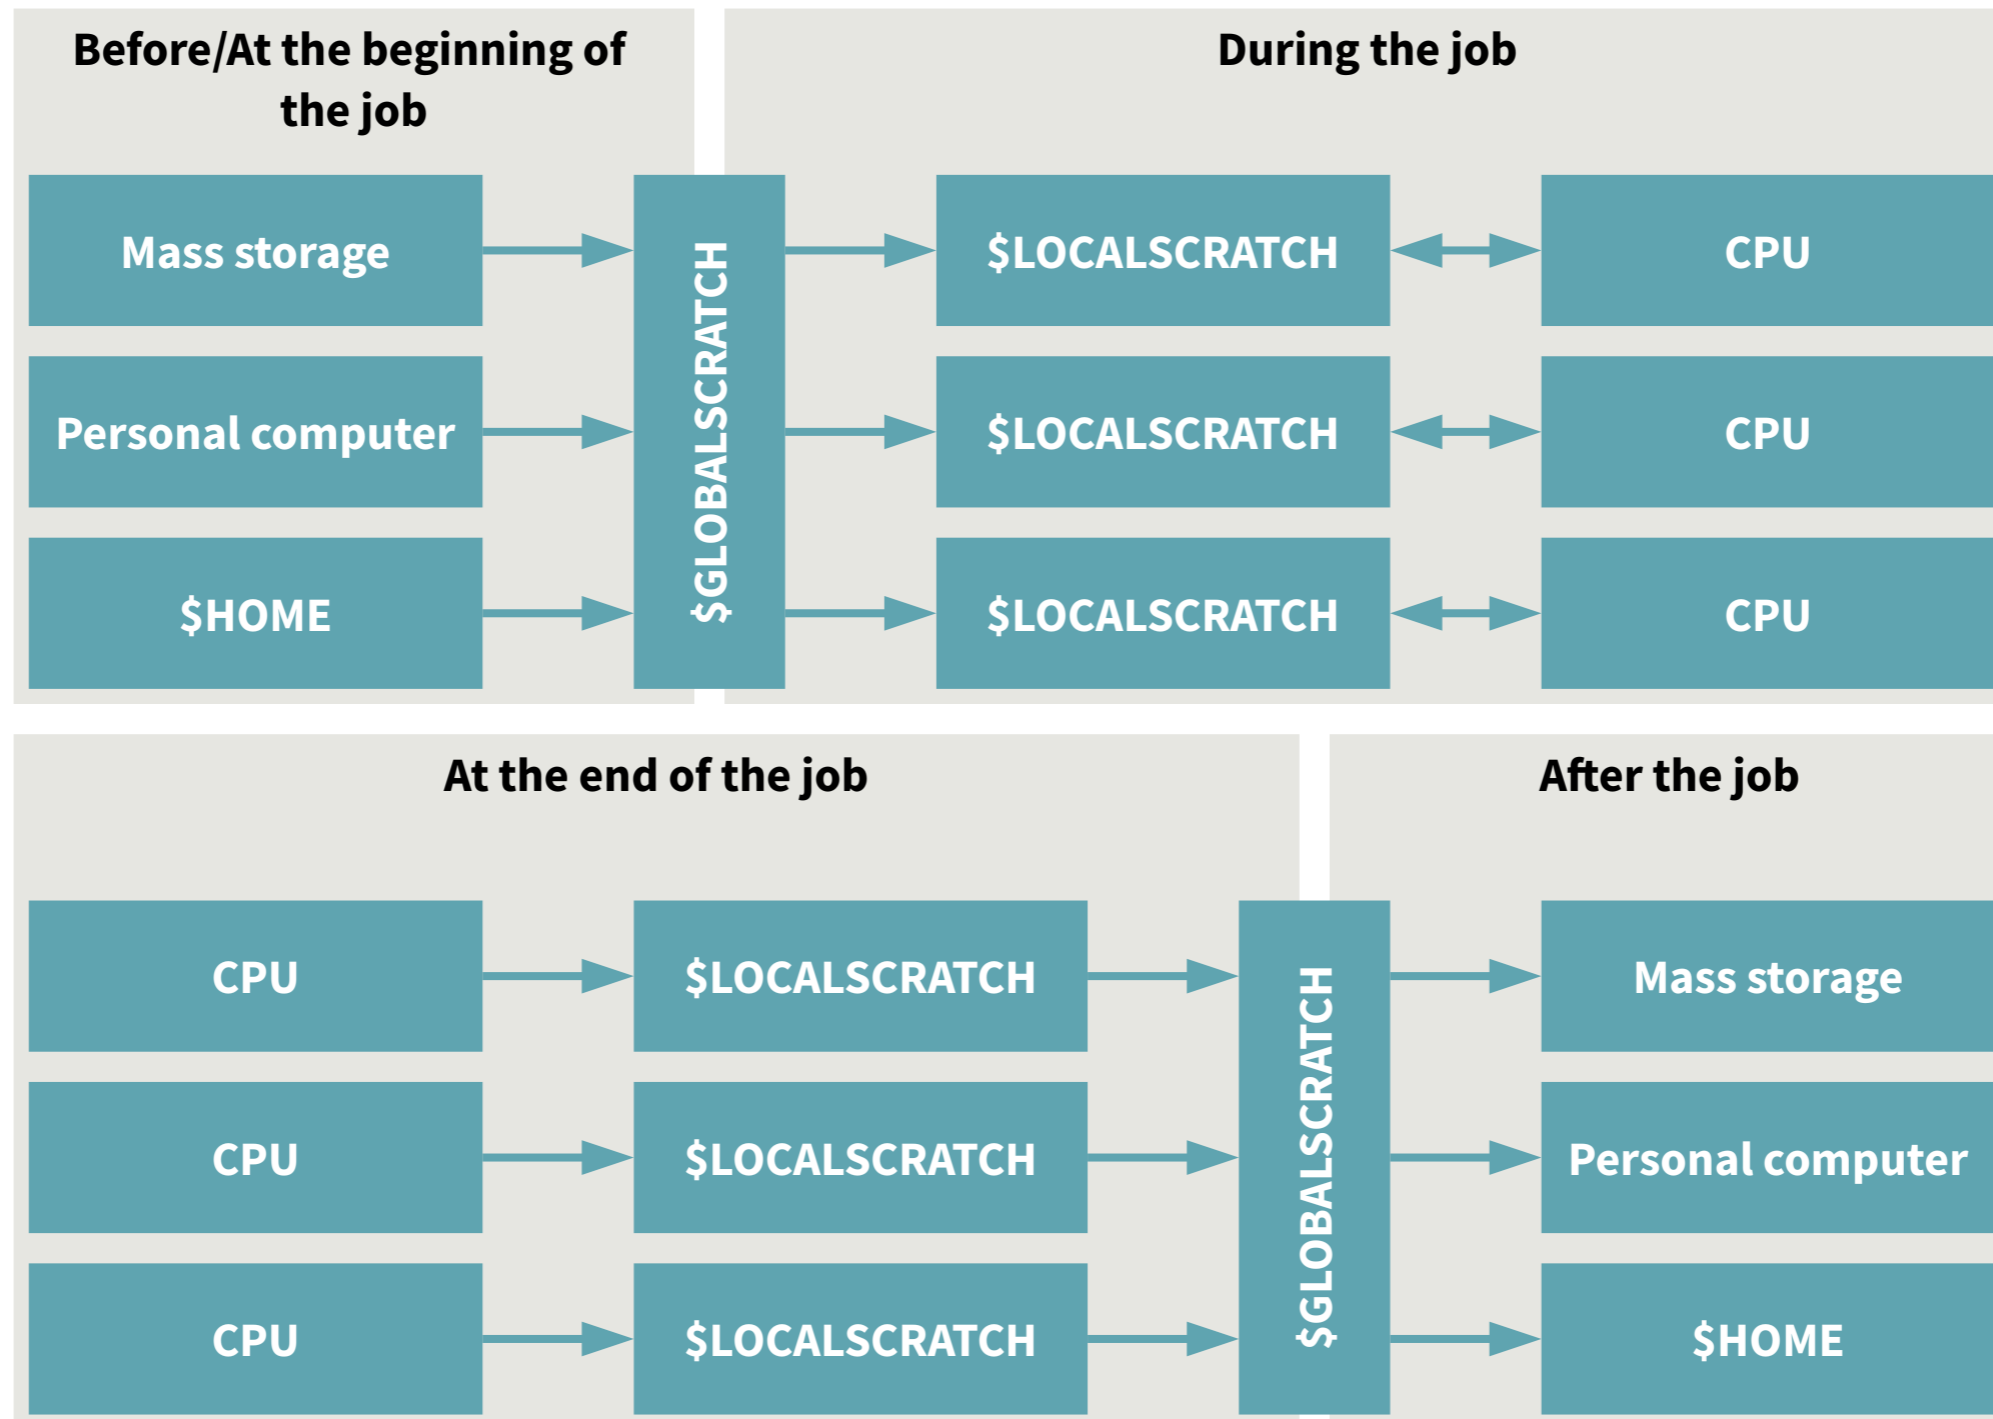 Before/At the beginning of
the job
During the job
Mass storage
$GLOBALSCRATCH
$LOCALSCRATCH
CPU
Personal computer
$LOCALSCRATCH
CPU
$HOME
$LOCALSCRATCH
CPU
At the end of the job
After the job
CPU
$LOCALSCRATCH
$GLOBALSCRATCH
Mass storage
CPU
$LOCALSCRATCH
Personal computer
CPU
$LOCALSCRATCH
$HOME